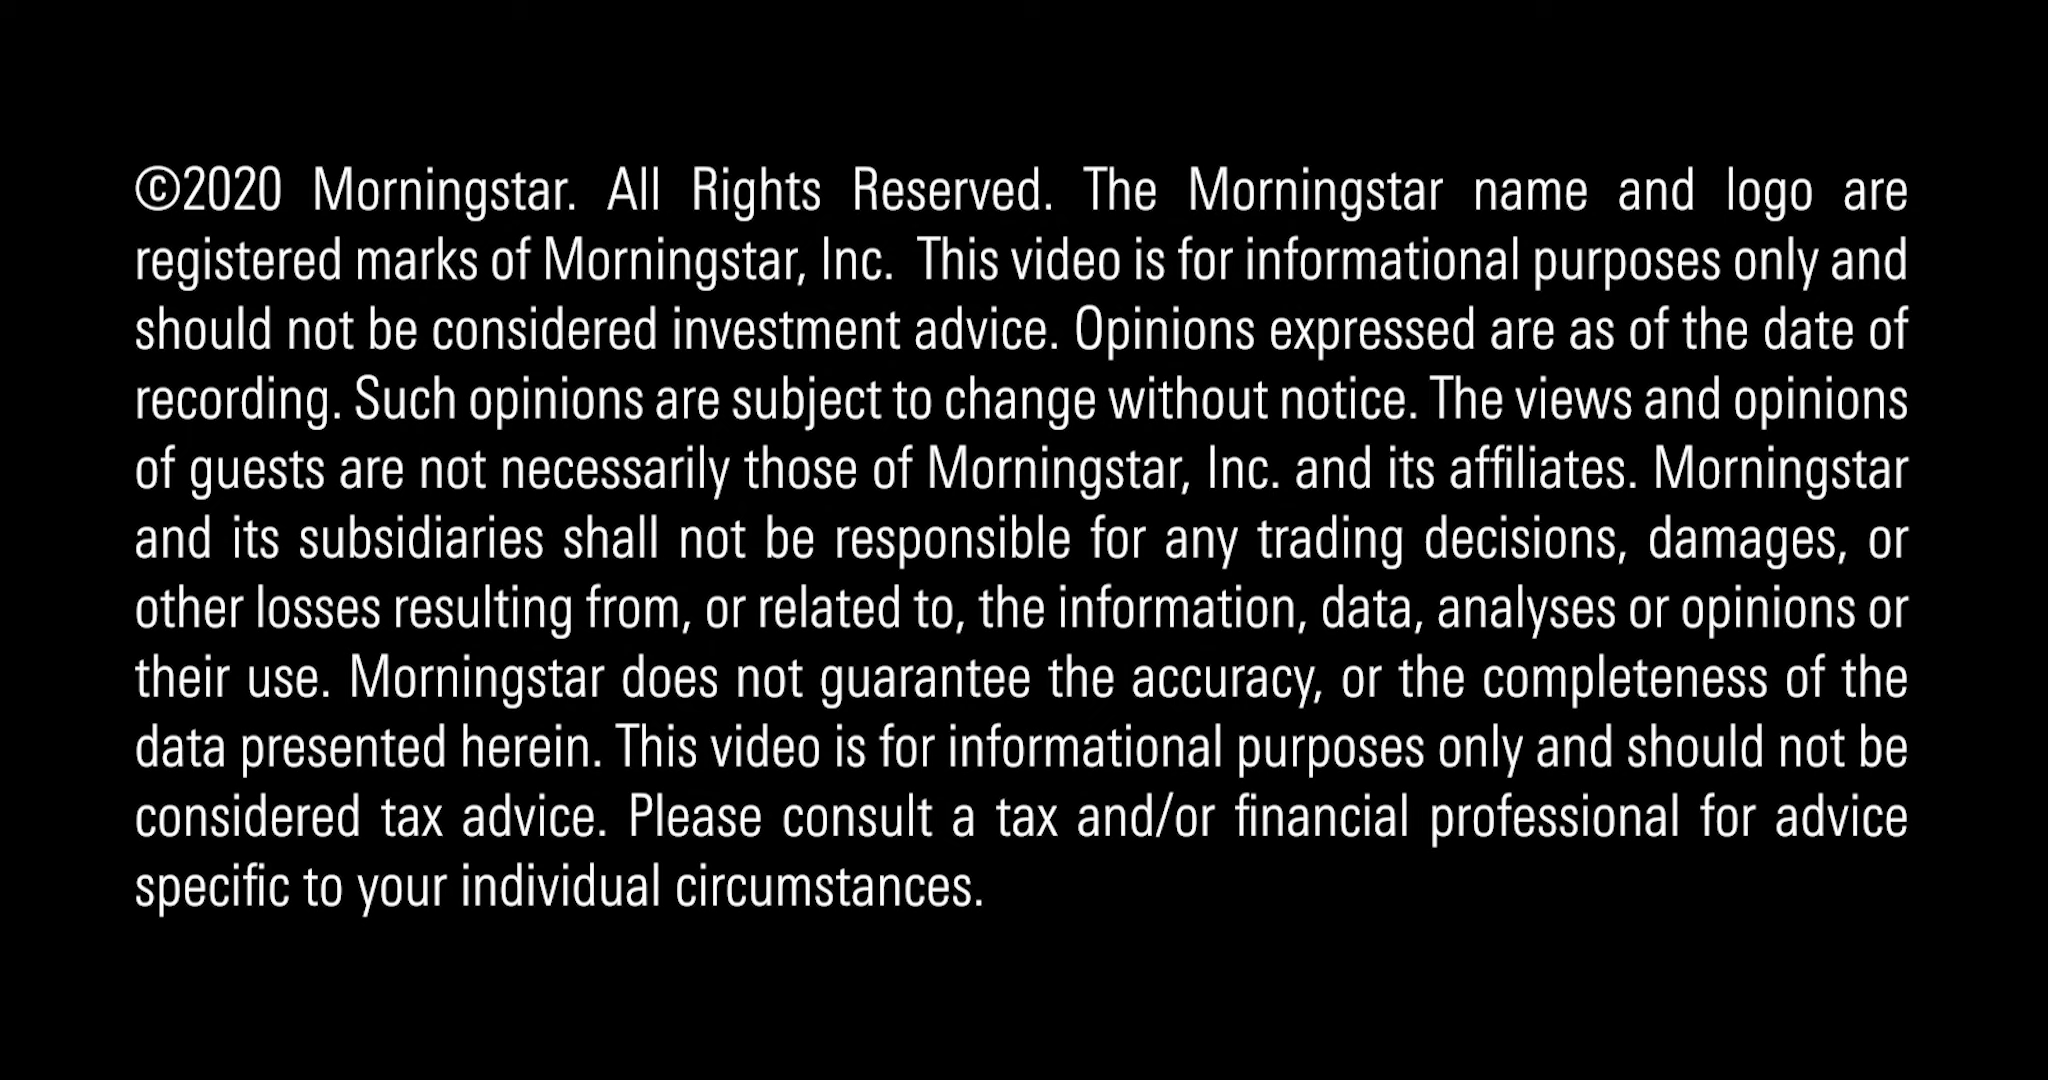 ©2020 Morningstar. All Rights Reserved. The Morningstar name and logo are
registered marks of Morningstar, Inc.  This video is for informational purposes only and
should not be considered investment advice. Opinions expressed are as of the date of
recording. Such opinions are subject to change without notice. The views and opinions
of guests are not necessarily those of Morningstar, Inc. and its affiliates. Morningstar
and its subsidiaries shall not be responsible for any trading decisions, damages, or
other losses resulting from, or related to, the information, data, analyses or opinions or
their use. Morningstar does not guarantee the accuracy, or the completeness of the
data presented herein. This video is for informational purposes only and should not be
considered tax advice. Please consult a tax and/or financial professional for advice
specific to your individual circumstances.